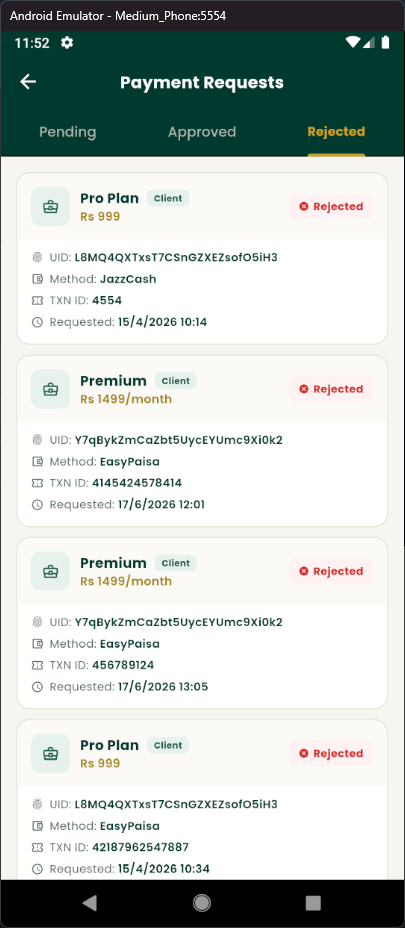 Android Emulator - Medium_Phone:5554
11:52
Payment Requests
Pending Approved Rejected
Pro Plan Client
Rs 999
Rejected
UID: L8MQ4QXTxsT7CSnGZXEZsofO5iH3
Method: JazzCash
TXN ID: 4554
Requested: 15/4/2026 10:14
Premium Client
Rs 1499/month
Rejected
UID: Y7qBykZmCaZbt5UycEYUmc9Xi0k2
Method: EasyPaisa
TXN ID: 4145424578414
Requested: 17/6/2026 12:01
Premium Client
Rs 1499/month
Rejected
UID: Y7qBykZmCaZbt5UycEYUmc9Xi0k2
Method: EasyPaisa
TXN ID: 456789124
Requested: 17/6/2026 13:05
Pro Plan Client
Rs 999
Rejected
UID: L8MQ4QXTxsT7CSnGZXEZsofO5iH3
Method: EasyPaisa
TXN ID: 42187962547887
Requested: 15/4/2026 10:34